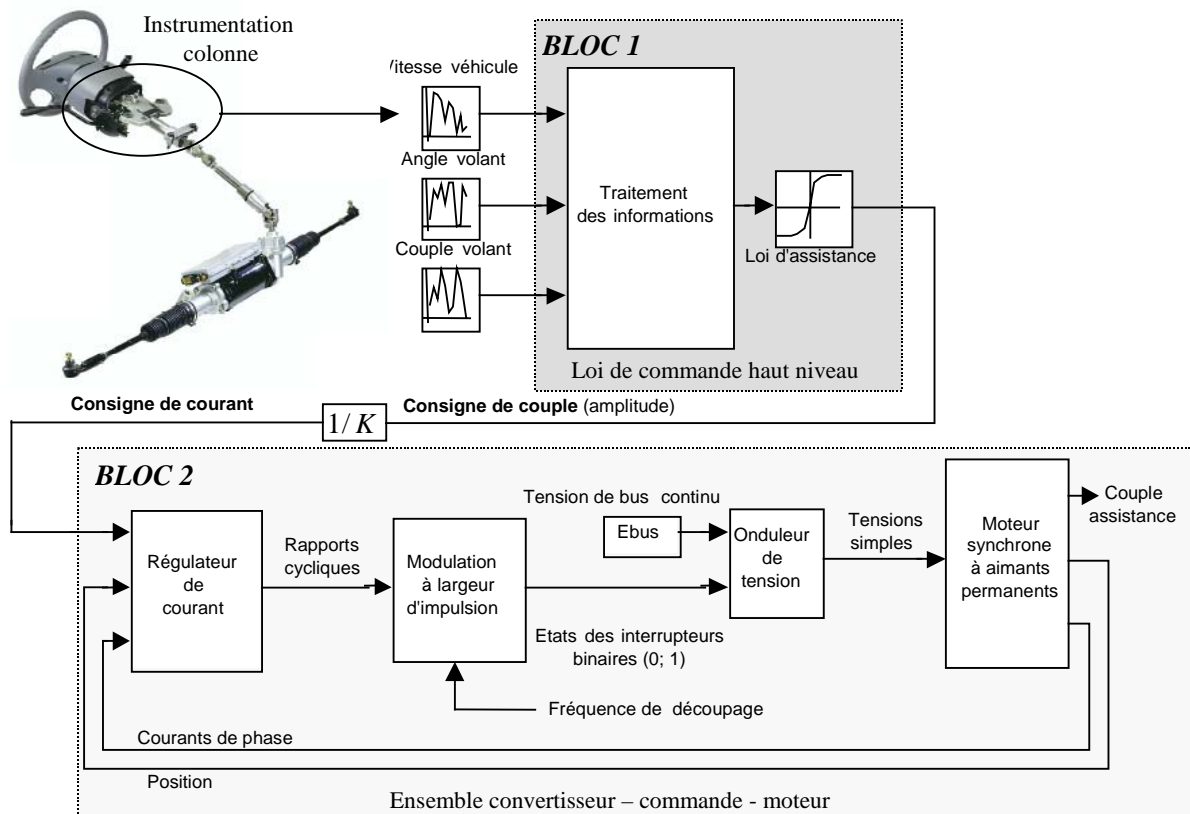 Instrumentation
colonne
BLOC 1
Vitesse véhicule
Angle volant
Couple volant
Traitement
des informations
Loi d'assistance
Loi de commande haut niveau
Consigne de courant
1/ K
Consigne de couple (amplitude)
BLOC 2
Régulateur
de
courant
Rapports
cycliques
Modulation
à largeur
d'impulsion
Tension de bus continu
Ebus
Etats des interrupteurs
binaires (0; 1)
Onduleur
de
tension
Tensions
simples
Moteur
synchrone
à aimants
permanents
Couple
assistance
Fréquence de découpage
Courants de phase
Position
Ensemble convertisseur – commande - moteur